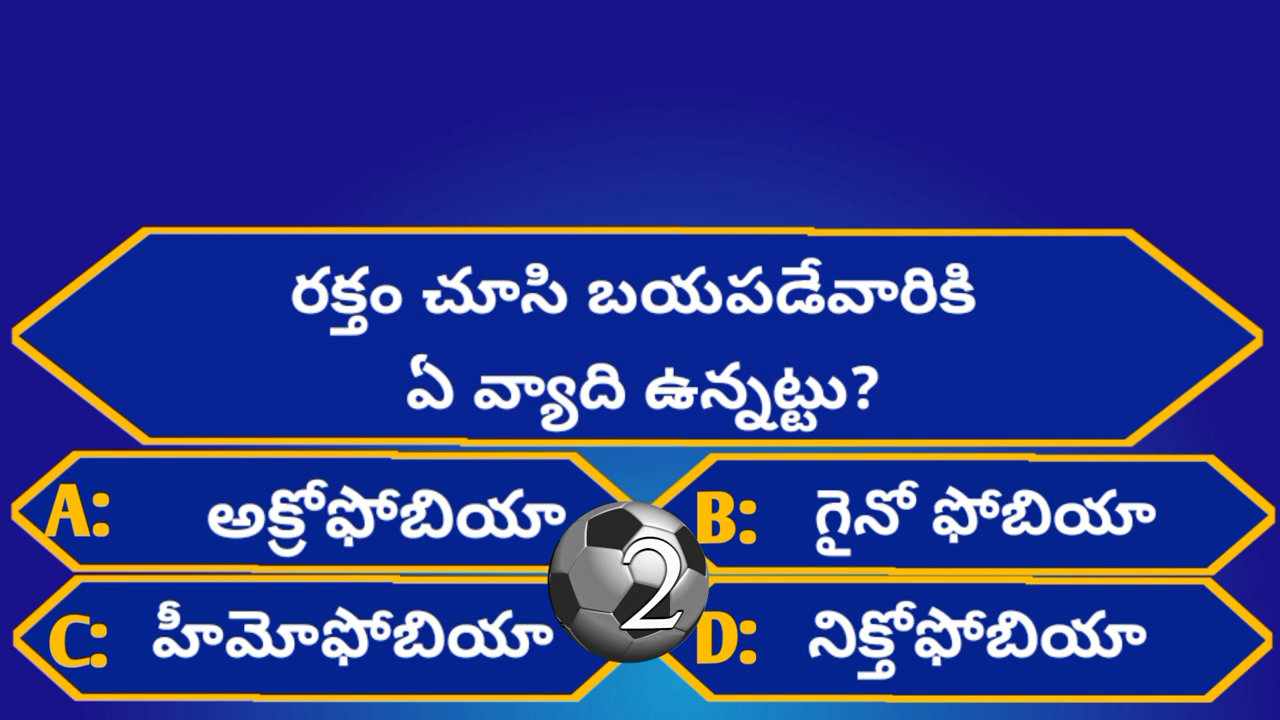 రక్తం చూసి బయపడేవారికి
ఏ వ్యాది ఉన్నట్టు?
A: అక్రోఫోబియా
B: గైనో ఫోబియా
2
C: హీమోఫోబియా
D: నిక్తోఫోబియా